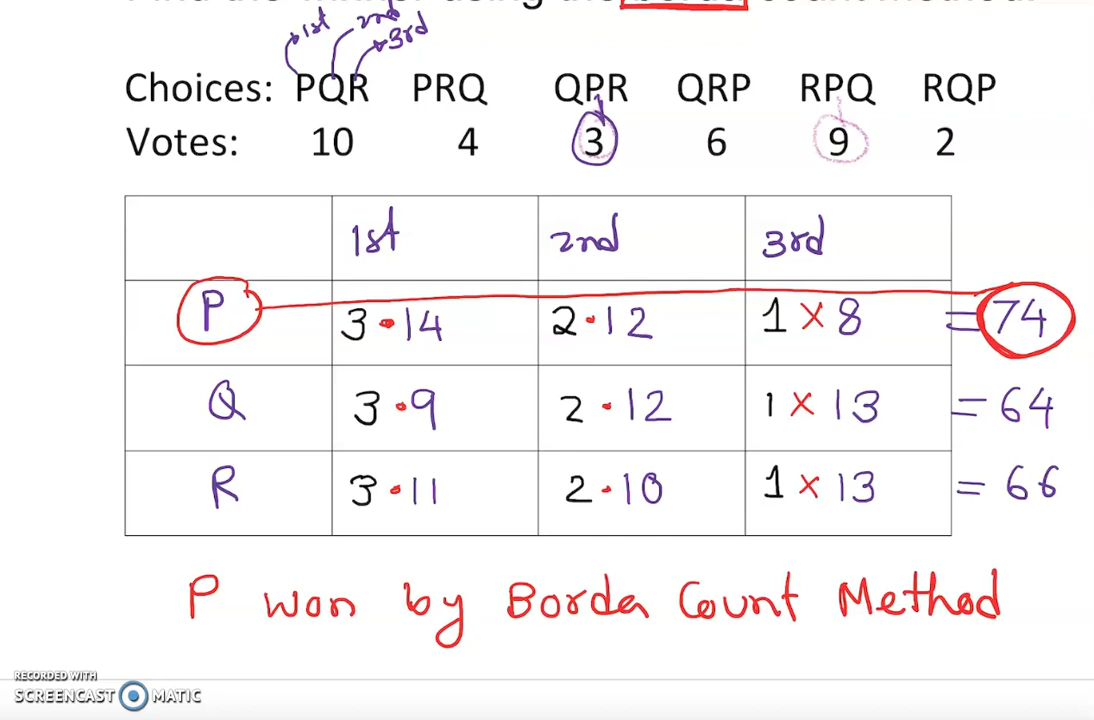 1st 2nd 3rd
Choices: PQR PRQ QPR QRP RPQ RQP
Votes: 10 4 3 6 9 2
1st 2nd 3rd
P 3·14 2·12 1×8 =74
Q 3·9 2·12 1×13 =64
R 3·11 2·10 1×13 =66
P won by Borda Count Method
RECORDED WITH
SCREENCAST MATIC